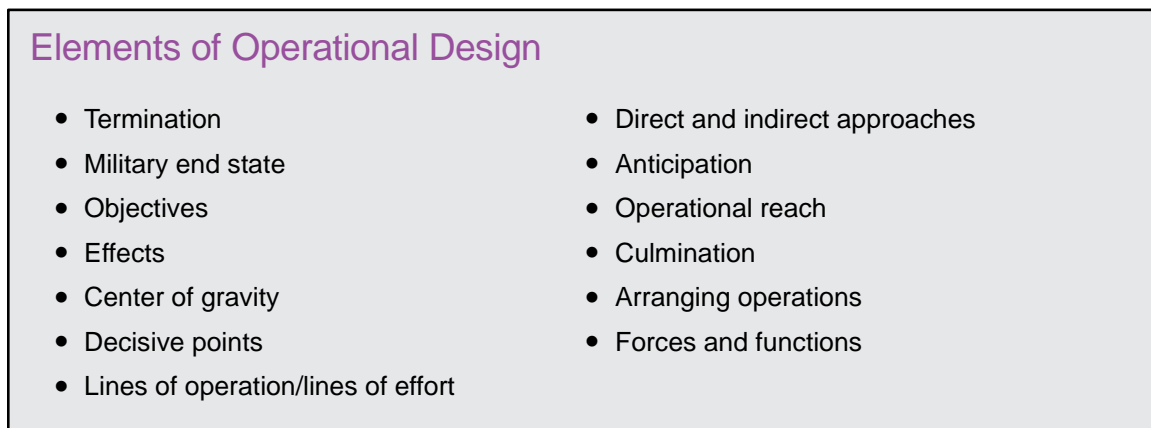 Elements of Operational Design
• Termination
• Military end state
• Objectives
• Effects
• Center of gravity
• Decisive points
• Lines of operation/lines of effort
• Direct and indirect approaches
• Anticipation
• Operational reach
• Culmination
• Arranging operations
• Forces and functions